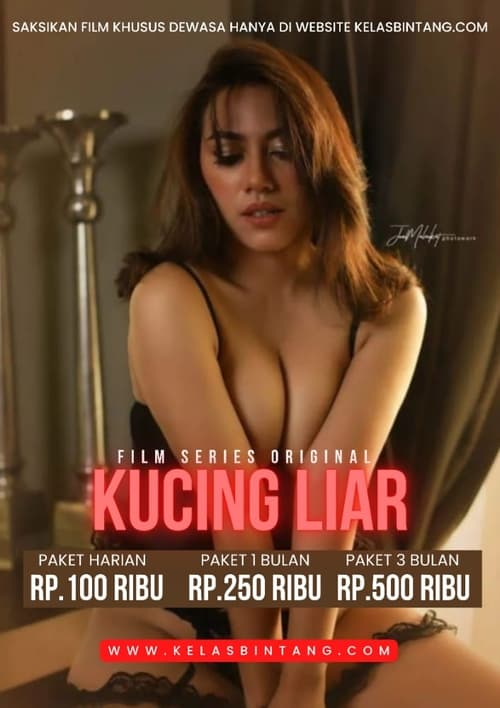 SAKSIKAN FILM KHUSUS DEWASA HANYA DI WEBSITE KELASBINTANG.COM
photowork
FILM SERIES ORIGINAL
KUCING LIAR
PAKET HARIAN PAKET 1 BULAN PAKET 3 BULAN
RP.100 RIBU RP.250 RIBU RP.500 RIBU
WWW.KELASBINTANG.COM